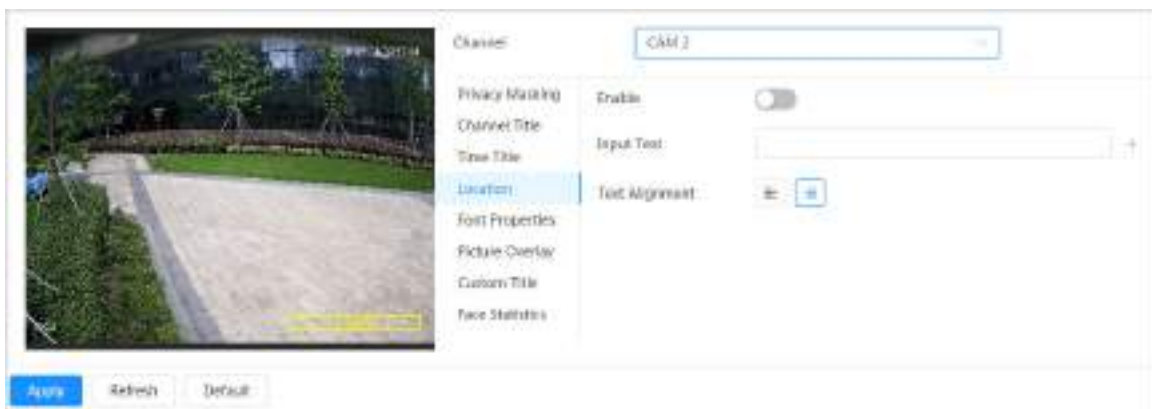 Channel
CAM 2
Privacy Masking
Channel Title
Time Title
Location
Font Properties
Picture Overlay
Custom Title
Face Statistics
Enable
Input Text
+
Text Alignment
Apply
Refresh
Default